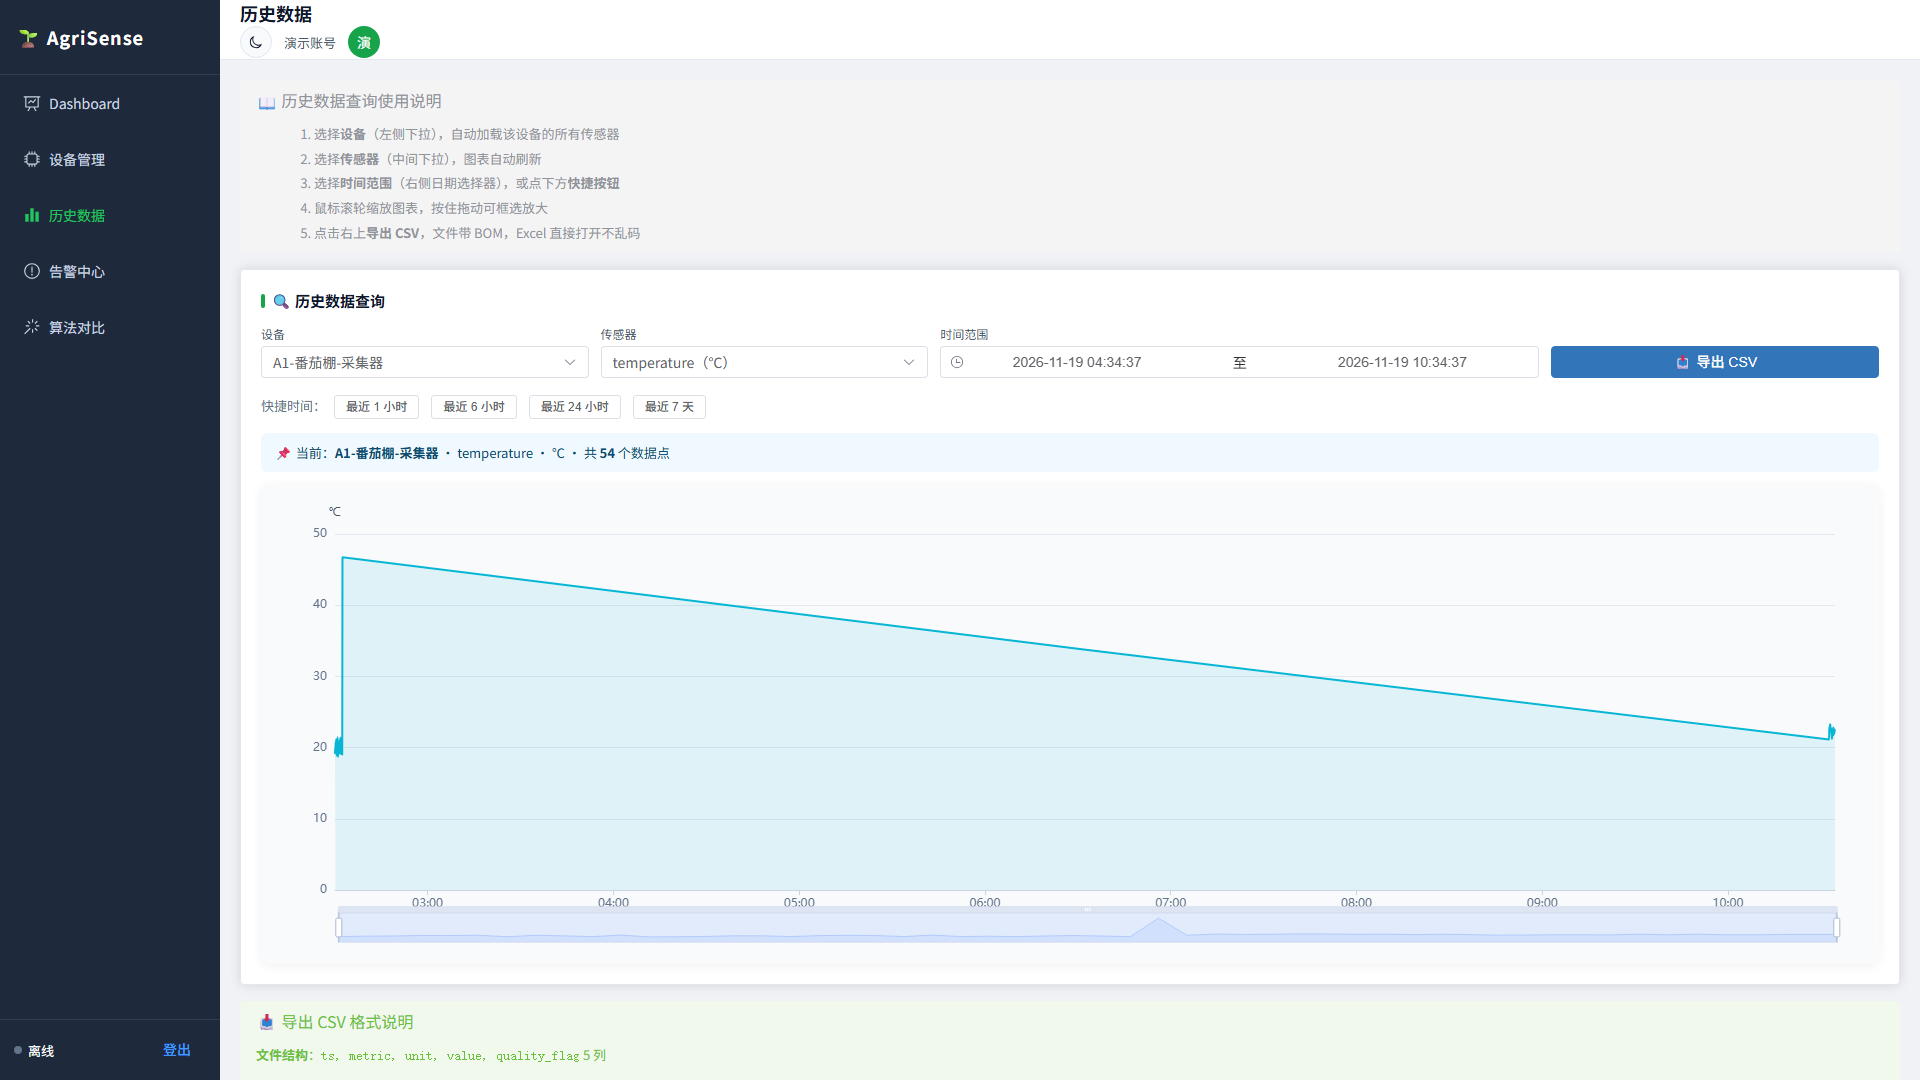 AgriSense
Dashboard
设备管理
历史数据
告警中心
算法对比
离线
登出
历史数据
演示账号
演
历史数据查询使用说明
1. 选择设备（左侧下拉），自动加载该设备的所有传感器
2. 选择传感器（中间下拉），图表自动刷新
3. 选择时间范围（右侧日期选择器），或点下方快捷按钮
4. 鼠标滚轮缩放图表，按住拖动可框选放大
5. 点击右上导出 CSV，文件带 BOM，Excel 直接打开不乱码
历史数据查询
设备
传感器
时间范围
A1-番茄棚-采集器
temperature（℃）
2026-11-19 04:34:37 至 2026-11-19 10:34:37
导出 CSV
快捷时间： 最近 1 小时 最近 6 小时 最近 24 小时 最近 7 天
当前：A1-番茄棚-采集器 · temperature · ℃ · 共 54 个数据点
℃
50
40
30
20
10
0
03:00 04:00 05:00 06:00 07:00 08:00 09:00 10:00
导出 CSV 格式说明
文件结构：ts, metric, unit, value, quality_flag 5 列